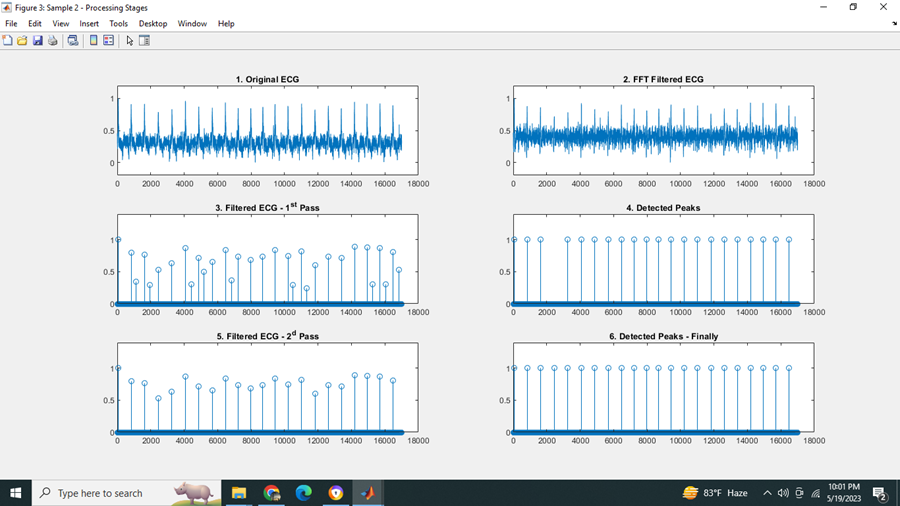 Figure 3: Sample 2 - Processing Stages
File Edit View Insert Tools Desktop Window Help
1. Original ECG
1
0.5
0
0 2000 4000 6000 8000 10000 12000 14000 16000 18000
2. FFT Filtered ECG
1
0.5
0
0 2000 4000 6000 8000 10000 12000 14000 16000 18000
3. Filtered ECG - 1st Pass
1
0.5
0
0 2000 4000 6000 8000 10000 12000 14000 16000 18000
4. Detected Peaks
1
0.5
0
0 2000 4000 6000 8000 10000 12000 14000 16000 18000
5. Filtered ECG - 2d Pass
1
0.5
0
0 2000 4000 6000 8000 10000 12000 14000 16000 18000
6. Detected Peaks - Finally
1
0.5
0
0 2000 4000 6000 8000 10000 12000 14000 16000 18000
Type here to search
83°F Haze
10:01 PM
5/19/2023
2